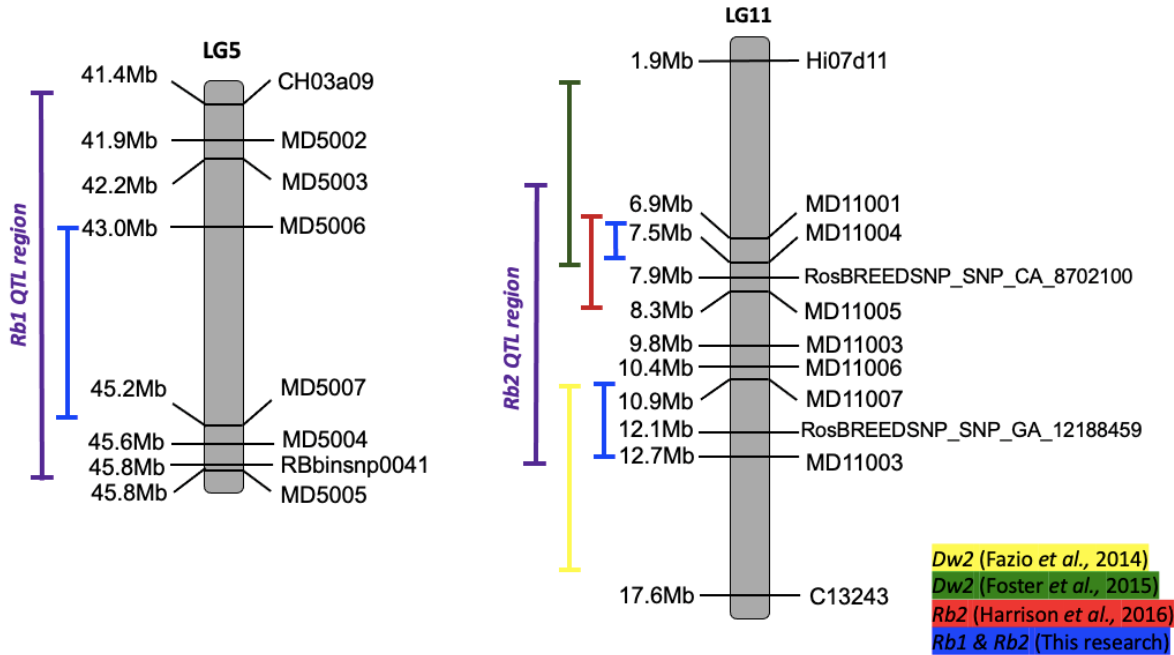 LG5
41.4Mb CH03a09
41.9Mb MD5002
42.2Mb MD5003
43.0Mb MD5006
45.2Mb MD5007
45.6Mb MD5004
45.8Mb RBbinsnp0041
45.8Mb MD5005
Rb1 QTL region
LG11
1.9Mb Hi07d11
6.9Mb MD11001
7.5Mb MD11004
7.9Mb RosBREEDSNP_SNP_CA_8702100
8.3Mb MD11005
9.8Mb MD11003
10.4Mb MD11006
10.9Mb MD11007
12.1Mb RosBREEDSNP_SNP_GA_12188459
12.7Mb MD11003
17.6Mb C13243
Rb2 QTL region
Dw2 (Fazio et al., 2014)
Dw2 (Foster et al., 2015)
Rb2 (Harrison et al., 2016)
Rb1 & Rb2 (This research)